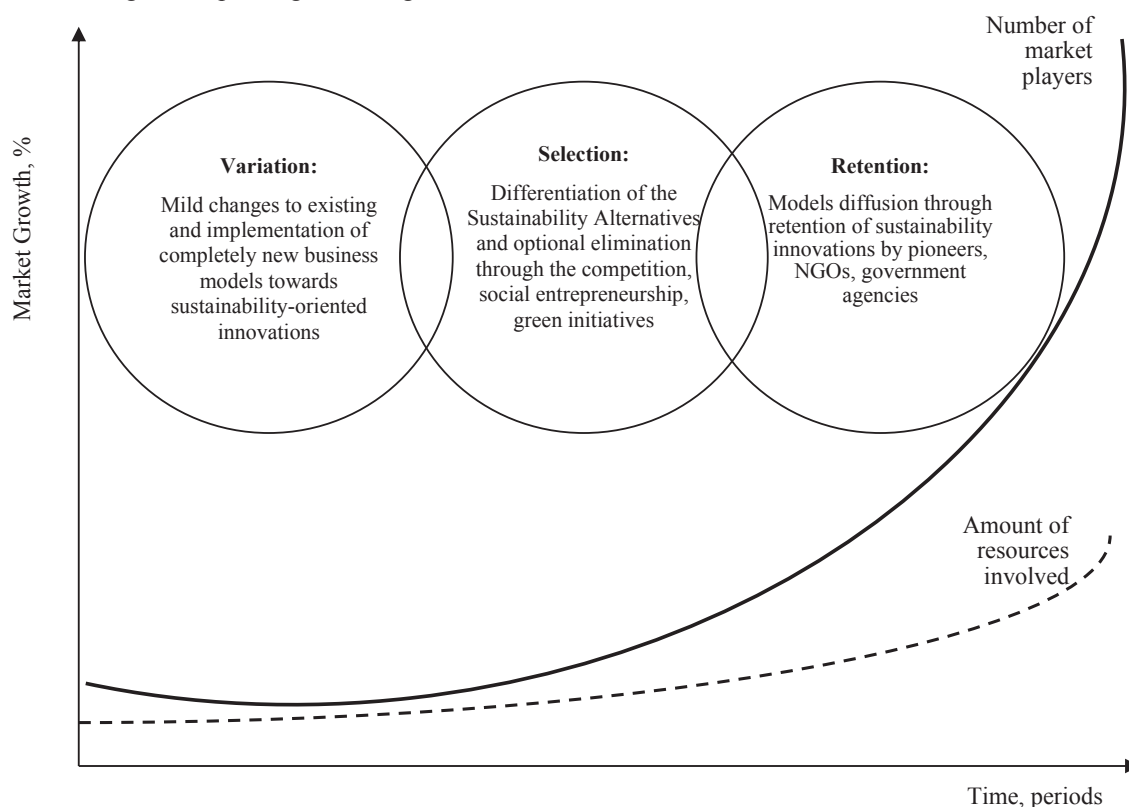 Number of
market
players
Market Growth, %
Variation:
Mild changes to existing
and implementation of
completely new business
models towards
sustainability-oriented
innovations
Selection:
Differentiation of the
Sustainability Alternatives
and optional elimination
through the competition,
social entrepreneurship,
green initiatives
Retention:
Models diffusion through
retention of sustainability
innovations by pioneers,
NGOs, government
agencies
Amount of
resources
involved
Time, periods